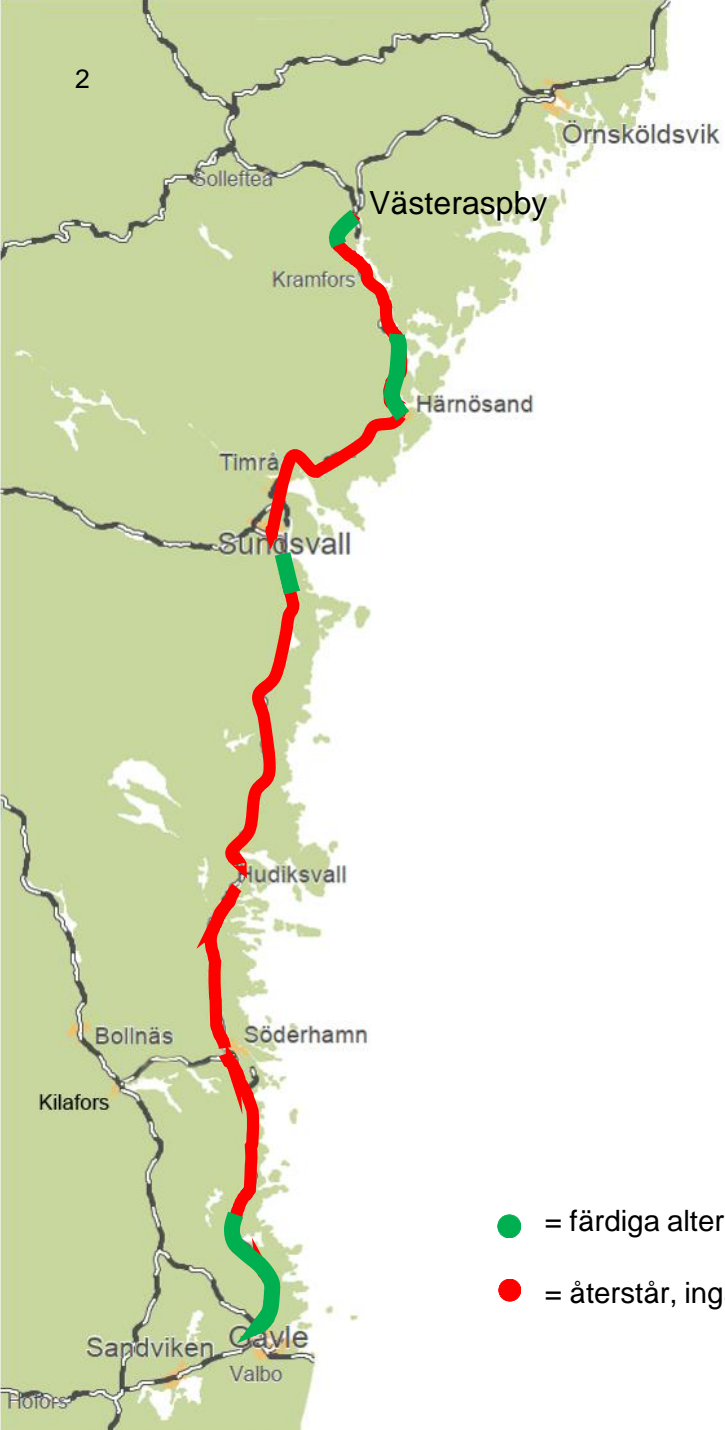 2
Örnsköldsvik
Solleftea
Västeraspby
Kramfors
Härnösand
Timrå
Sundsvall
Hudiksvall
Bollnäs
Söderhamn
Kilafors
= färdiga alter
= återstår, ing
Gävle
Sandviken
Valbo
Hofors